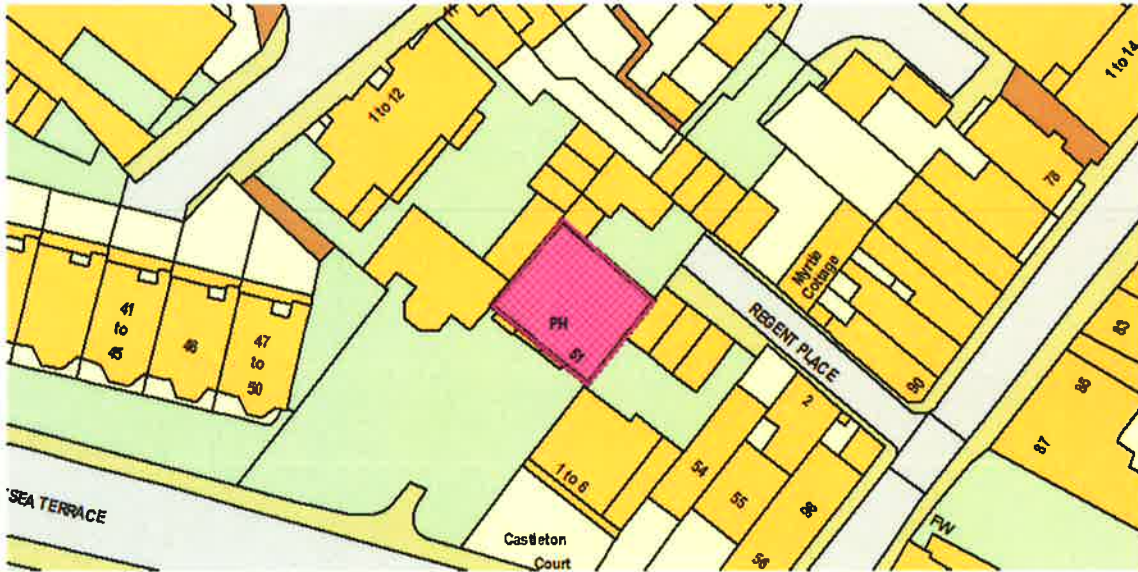 1 to 14
1 to 12
78
Myrtle
Cottage
41
to
45
46
47
to
50
PH
51
REGENT PLACE
83
85
87
90
2
1 to 6
54
55
98
56
FW
SEA TERRACE
Castleton
Court